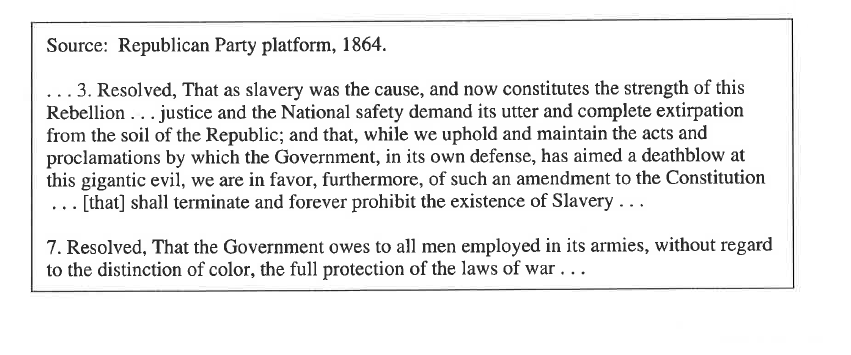 Source: Republican Party platform, 1864.
. . . 3. Resolved, That as slavery was the cause, and now constitutes the strength of this
Rebellion . . . justice and the National safety demand its utter and complete extirpation
from the soil of the Republic; and that, while we uphold and maintain the acts and
proclamations by which the Government, in its own defense, has aimed a deathblow at
this gigantic evil, we are in favor, furthermore, of such an amendment to the Constitution
. . . [that] shall terminate and forever prohibit the existence of Slavery . . .
7. Resolved, That the Government owes to all men employed in its armies, without regard
to the distinction of color, the full protection of the laws of war . . .